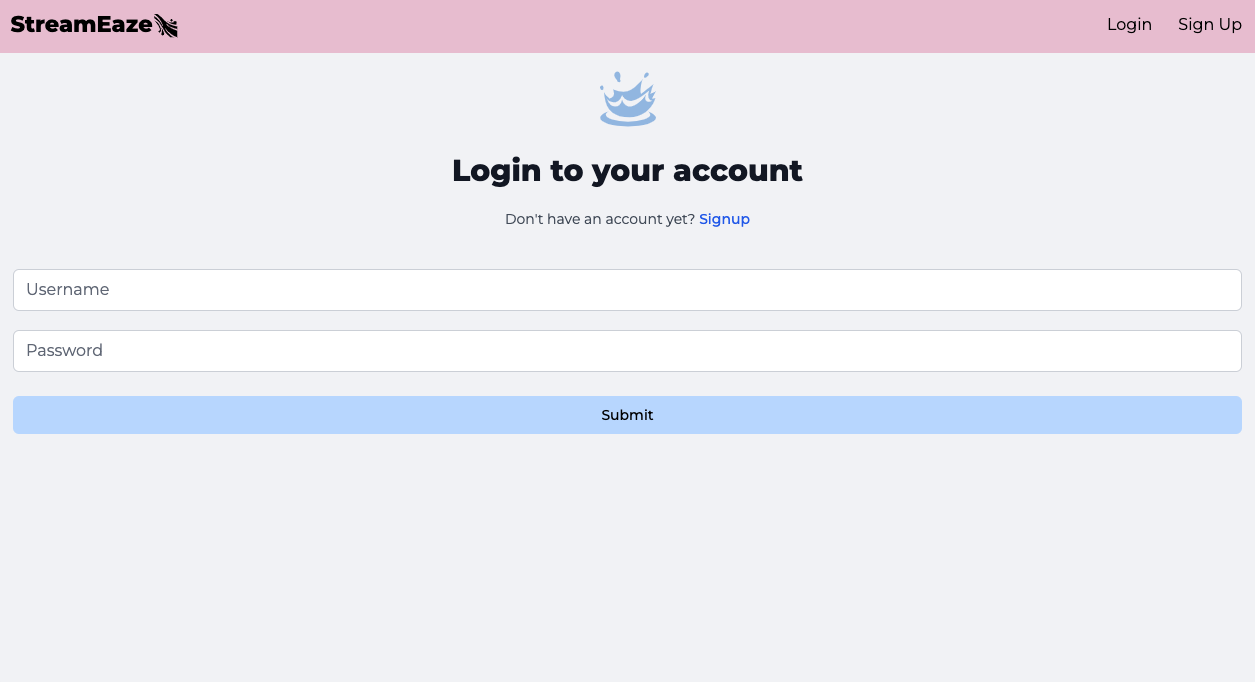 StreamEaze
Login
Sign Up
Login to your account
Don't have an account yet? Signup
Username
Password
Submit